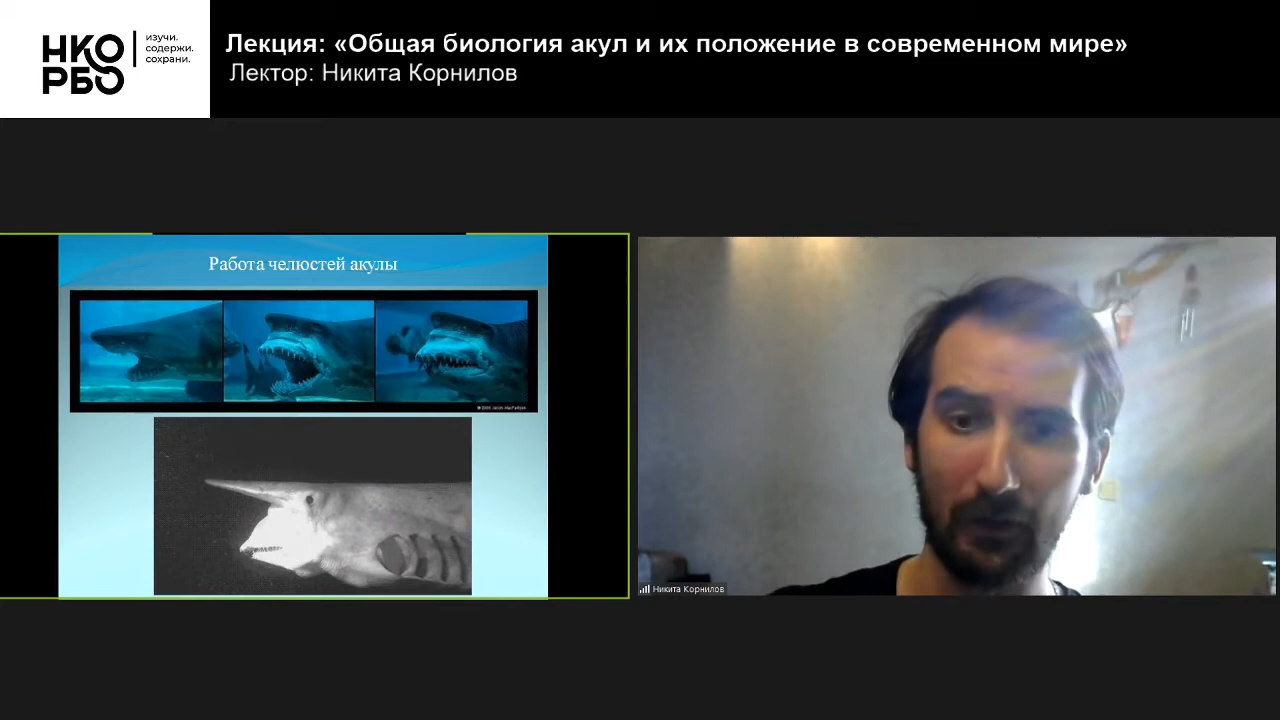 НКО
РБО
изучи.
содержи.
сохрани.
Лекция: «Общая биология акул и их положение в современном мире»
Лектор: Никита Корнилов
Работа челюстей акулы
Никита Корнилов